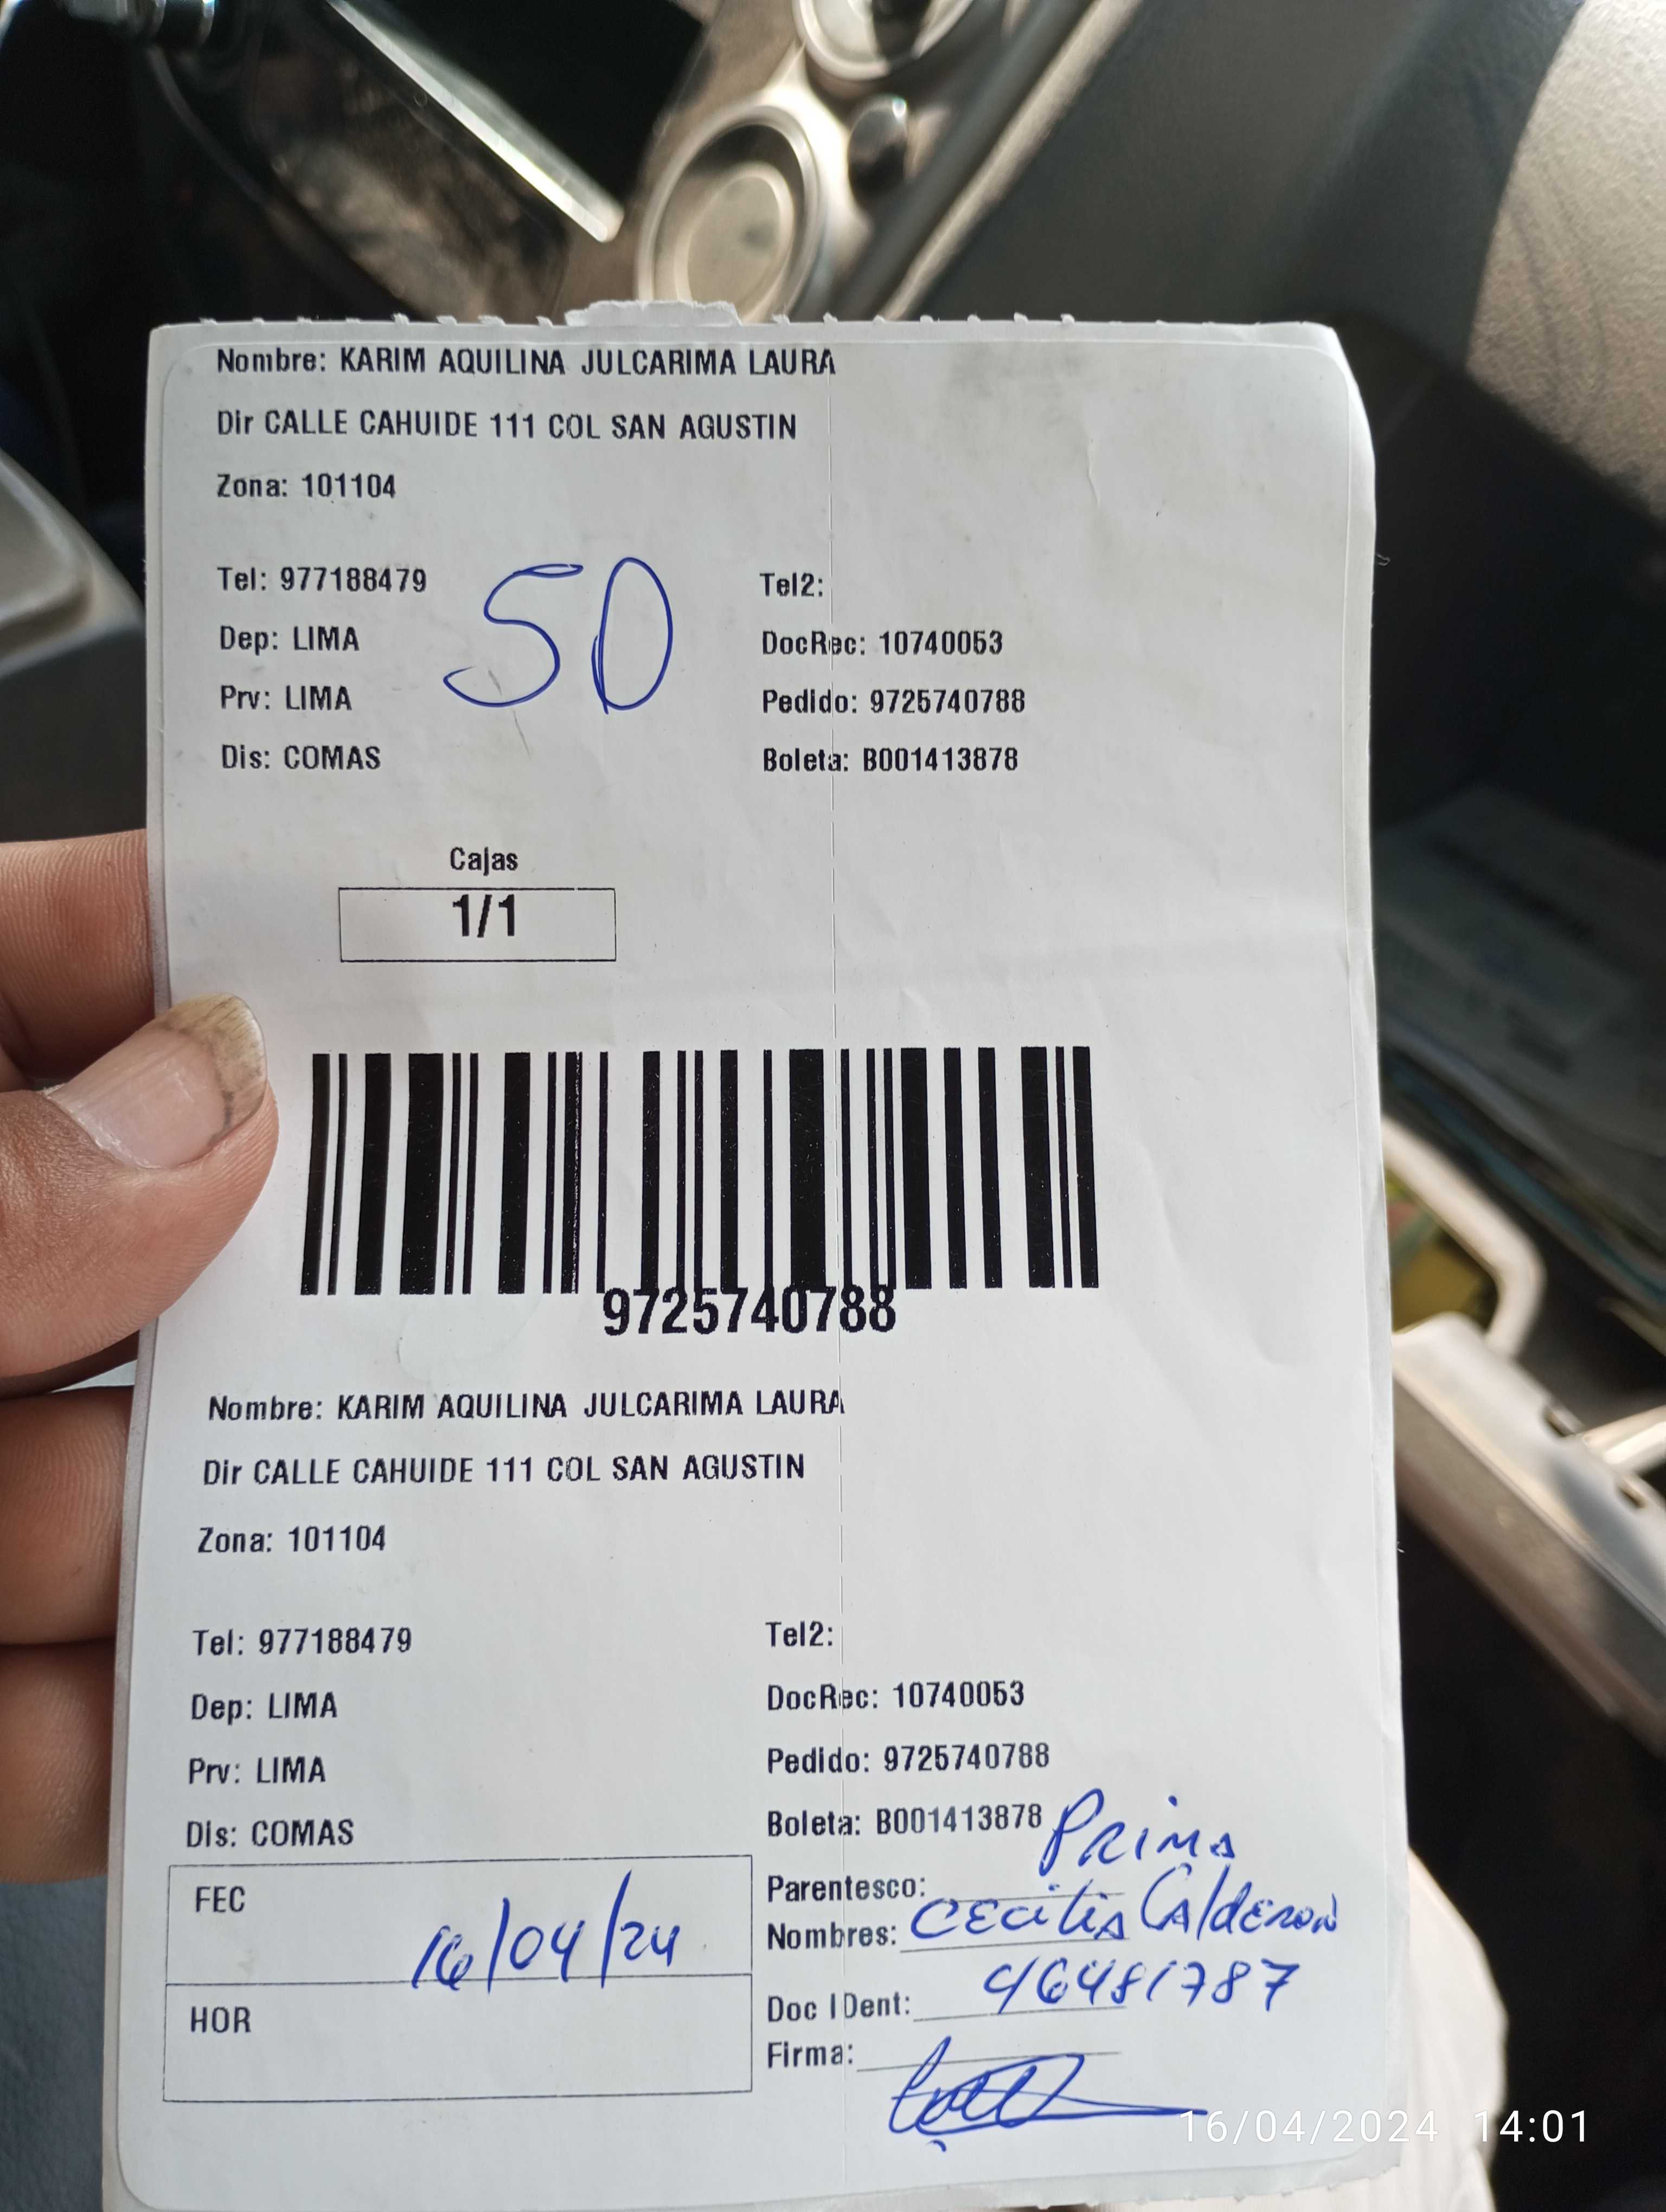 Nombre: KARIM AQUILINA JULCARIMA LAURA
Dir CALLE CAHUIDE 111 COL SAN AGUSTIN
Zona: 101104
Tel: 977188479 Tel2:
50
Dep: LIMA DocRec: 10740053
Prv: LIMA Pedido: 9725740788
Dis: COMAS Boleta: B001413878
Cajas
1/1
9725740788
Nombre: KARIM AQUILINA JULCARIMA LAURA
Dir CALLE CAHUIDE 111 COL SAN AGUSTIN
Zona: 101104
Tel: 977188479 Tel2:
Dep: LIMA DocRec: 10740053
Prv: LIMA Pedido: 9725740788
Dis: COMAS Boleta: B001413878
FEC 16/04/24
HOR
Parentesco: PRIMA
Nombres: CECILIA CALDERON
Doc IDent: 46481787
Firma:
16/04/2024 14:01